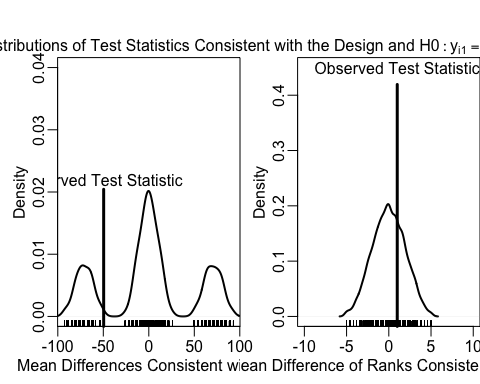 stributions of Test Statistics Consistent with the Design and H0 : yi1 =
Observed Test Statistic
rved Test Statistic
Density
0.00
0.01
0.02
0.03
0.04
-100
-50
0
50
100
Mean Differences Consistent w
Density
0.0
0.1
0.2
0.3
0.4
-10
-5
0
5
10
ean Difference of Ranks Consiste